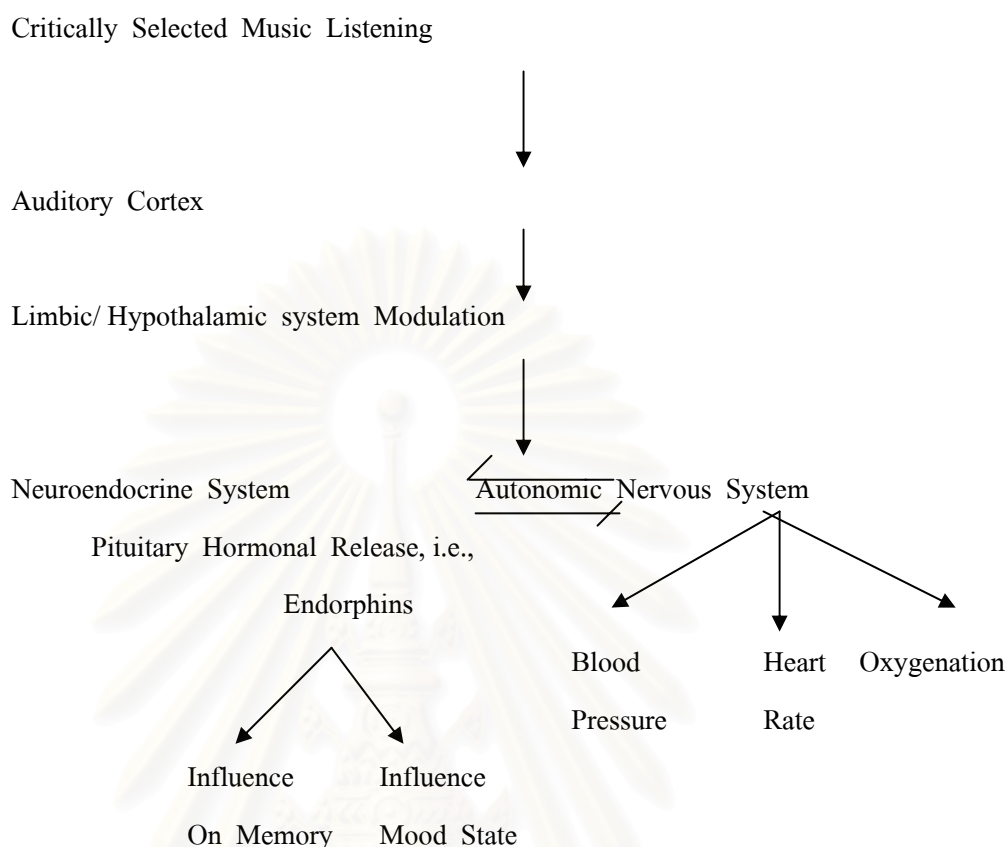 Critically Selected Music Listening
Auditory Cortex
Limbic/ Hypothalamic system Modulation
Neuroendocrine System Autonomic Nervous System
Pituitary Hormonal Release, i.e.,
Endorphins
Blood Heart Oxygenation
Pressure Rate
Influence Influence
On Memory Mood State